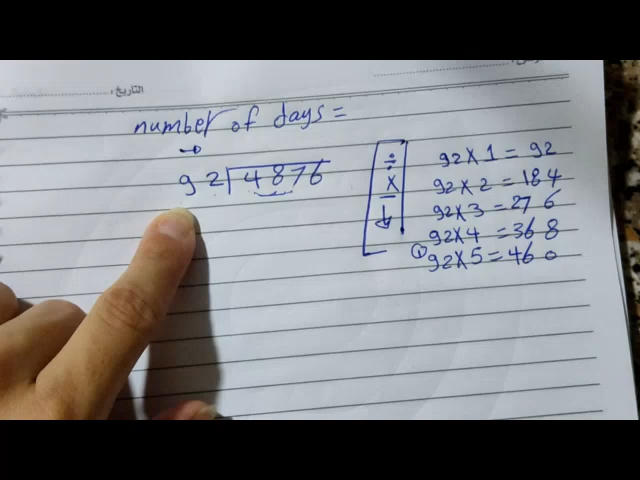 التاريخ:
number of days =
92 4876
÷
×
-
↓
92 × 1 = 92
92 × 2 = 184
92 × 3 = 276
92 × 4 = 368
① 92 × 5 = 460